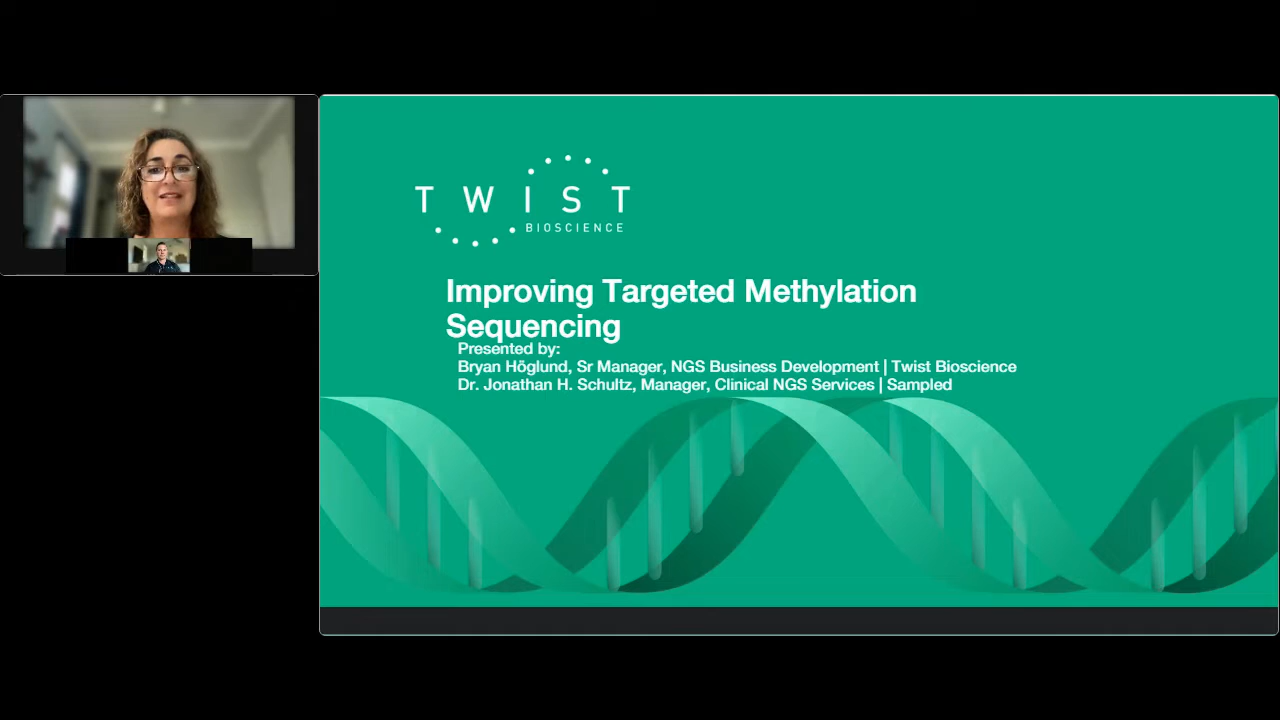 TWIST
BIOSCIENCE
Improving Targeted Methylation
Sequencing
Presented by:
Bryan Höglund, Sr Manager, NGS Business Development | Twist Bioscience
Dr. Jonathan H. Schultz, Manager, Clinical NGS Services | Sampled